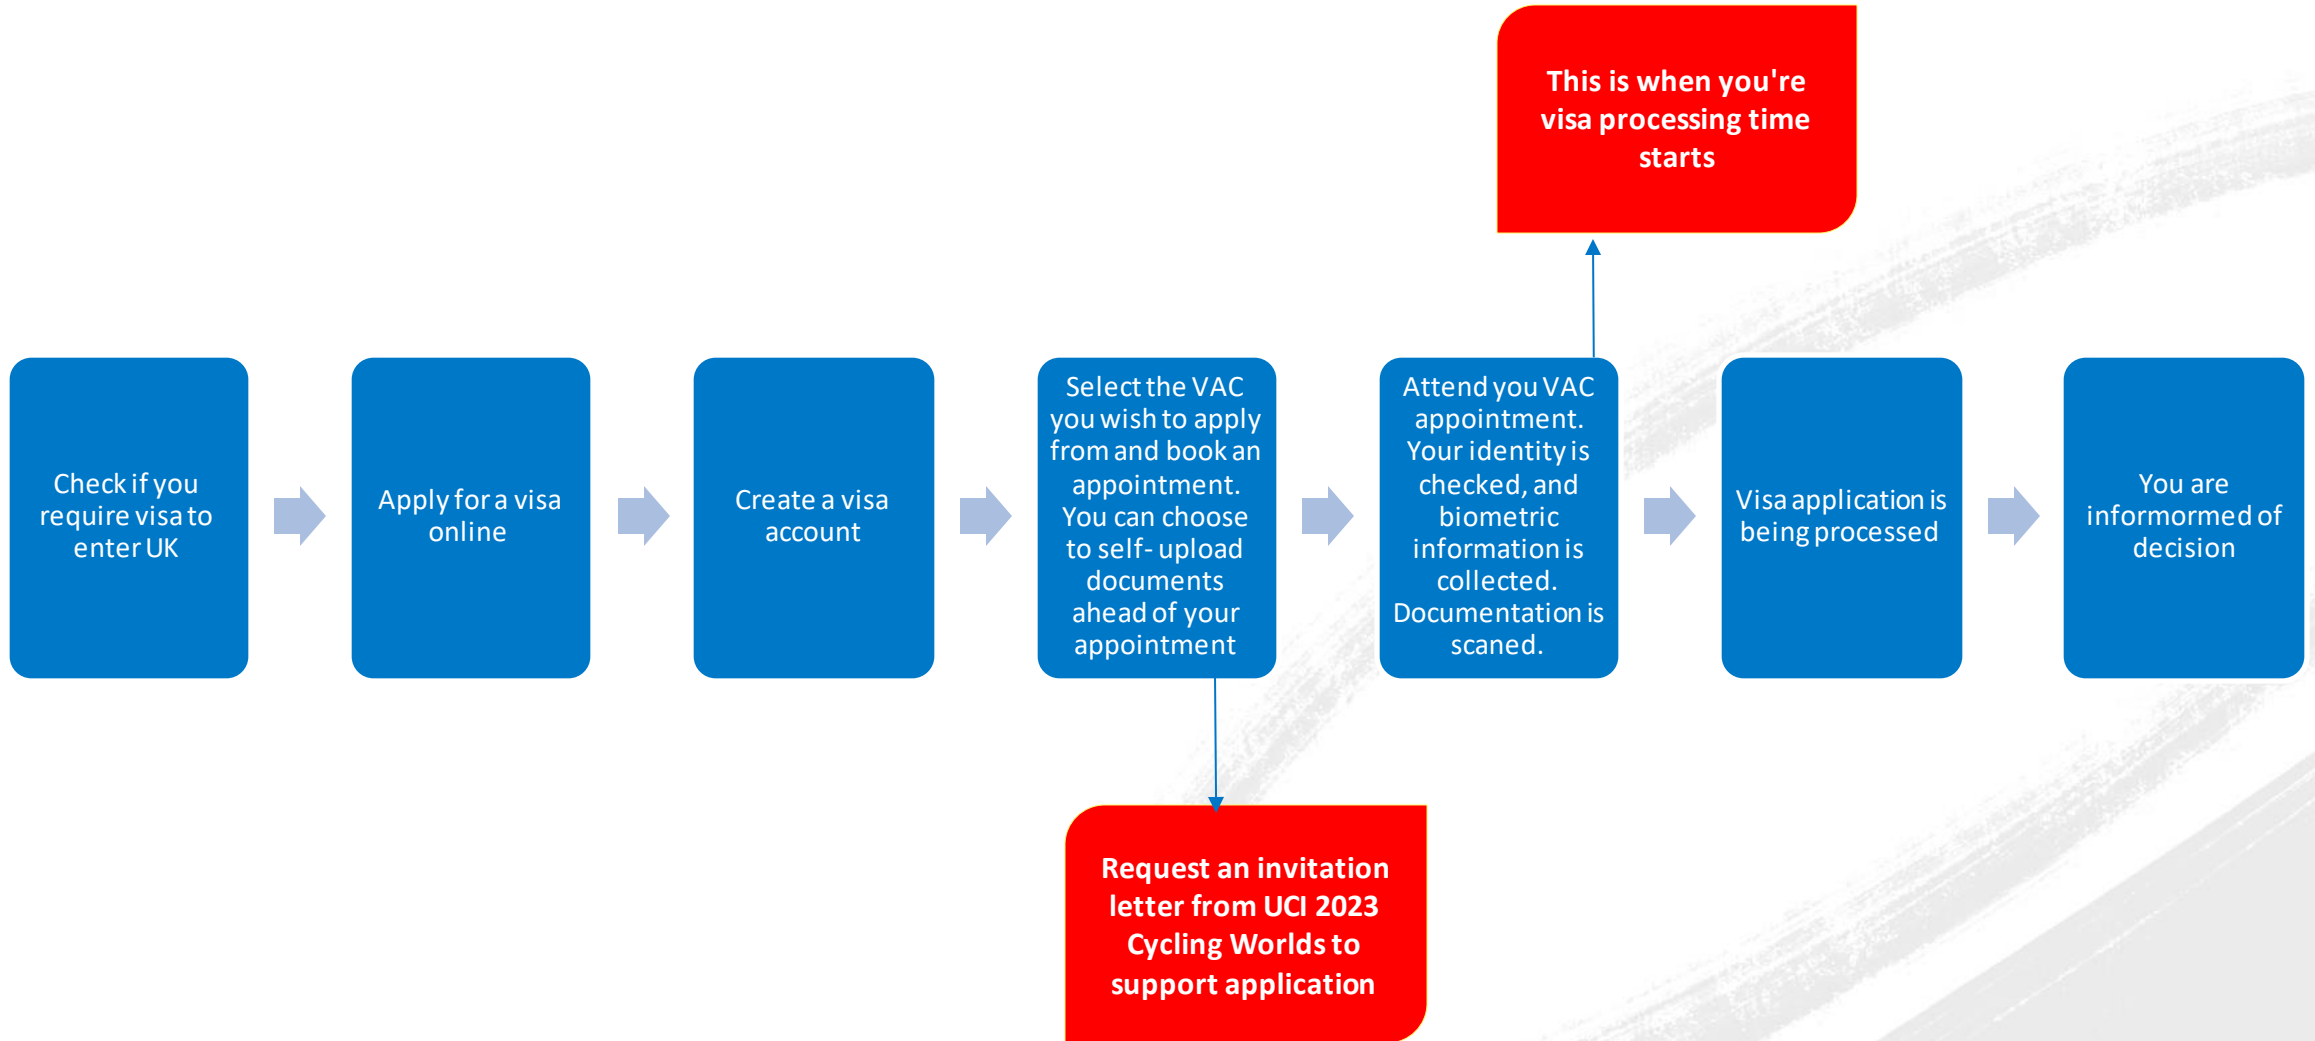 This is when you're
visa processing time
starts
Check if you
require visa to
enter UK
Apply for a visa
online
Create a visa
account
Select the VAC
you wish to apply
from and book an
appointment.
You can choose
to self- upload
documents
ahead of your
appointment
Attend you VAC
appointment.
Your identity is
checked, and
biometric
information is
collected.
Documentation is
scaned.
Visa application is
being processed
You are
informormed of
decision
Request an invitation
letter from UCI 2023
Cycling Worlds to
support application